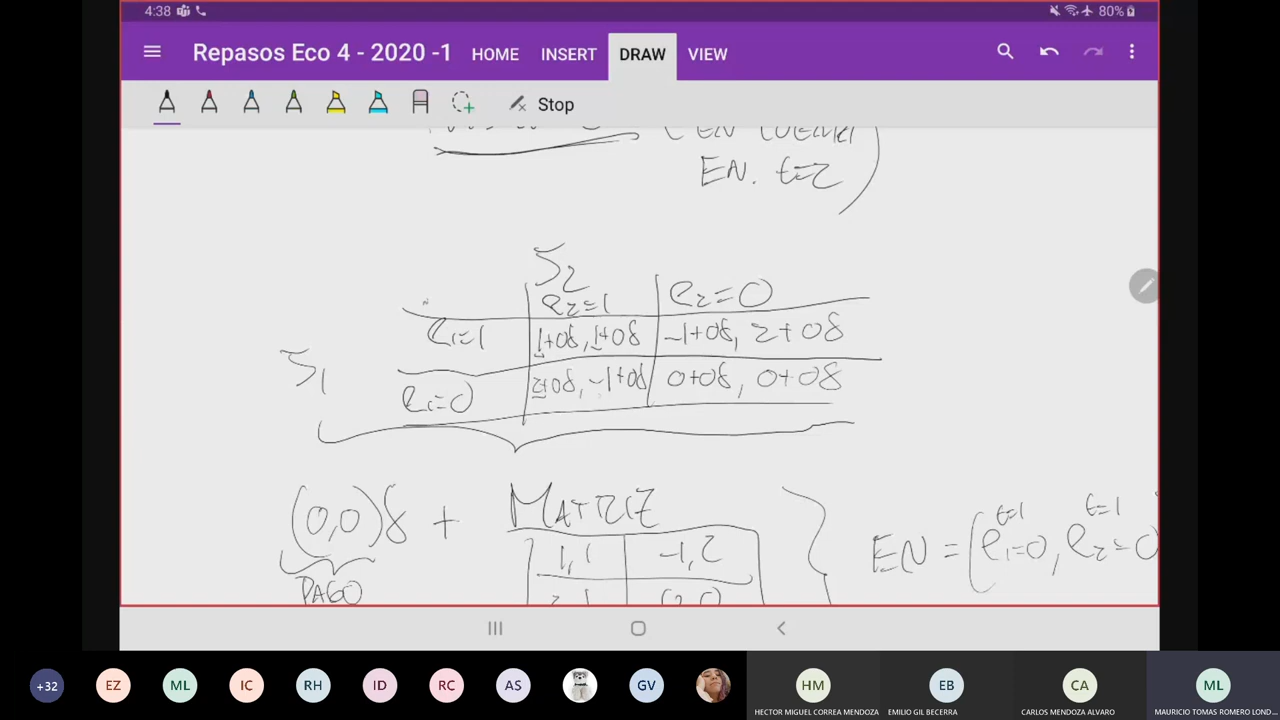 4:38 80%
Repasos Eco 4 - 2020 -1 HOME INSERT DRAW VIEW
Stop
(EN
EN. t=2
J2
e2=1 e2=0
e1=1 1+0δ, 1+0δ -1+0δ, 2+0δ
J1
e1=0 2+0δ, -1+0δ 0+0δ, 0+0δ
(0,0)δ + MATRIZ
t=1 t=1
EN = (e1=0, e2=0
1,1 -1,2
PAGO
+32 EZ ML IC RH ID RC AS GV HM EB CA ML
HECTOR MIGUEL CORREA MENDOZA EMILIO GIL BECERRA CARLOS MENDOZA ALVARO MAURICIO TOMAS ROMERO LOND...